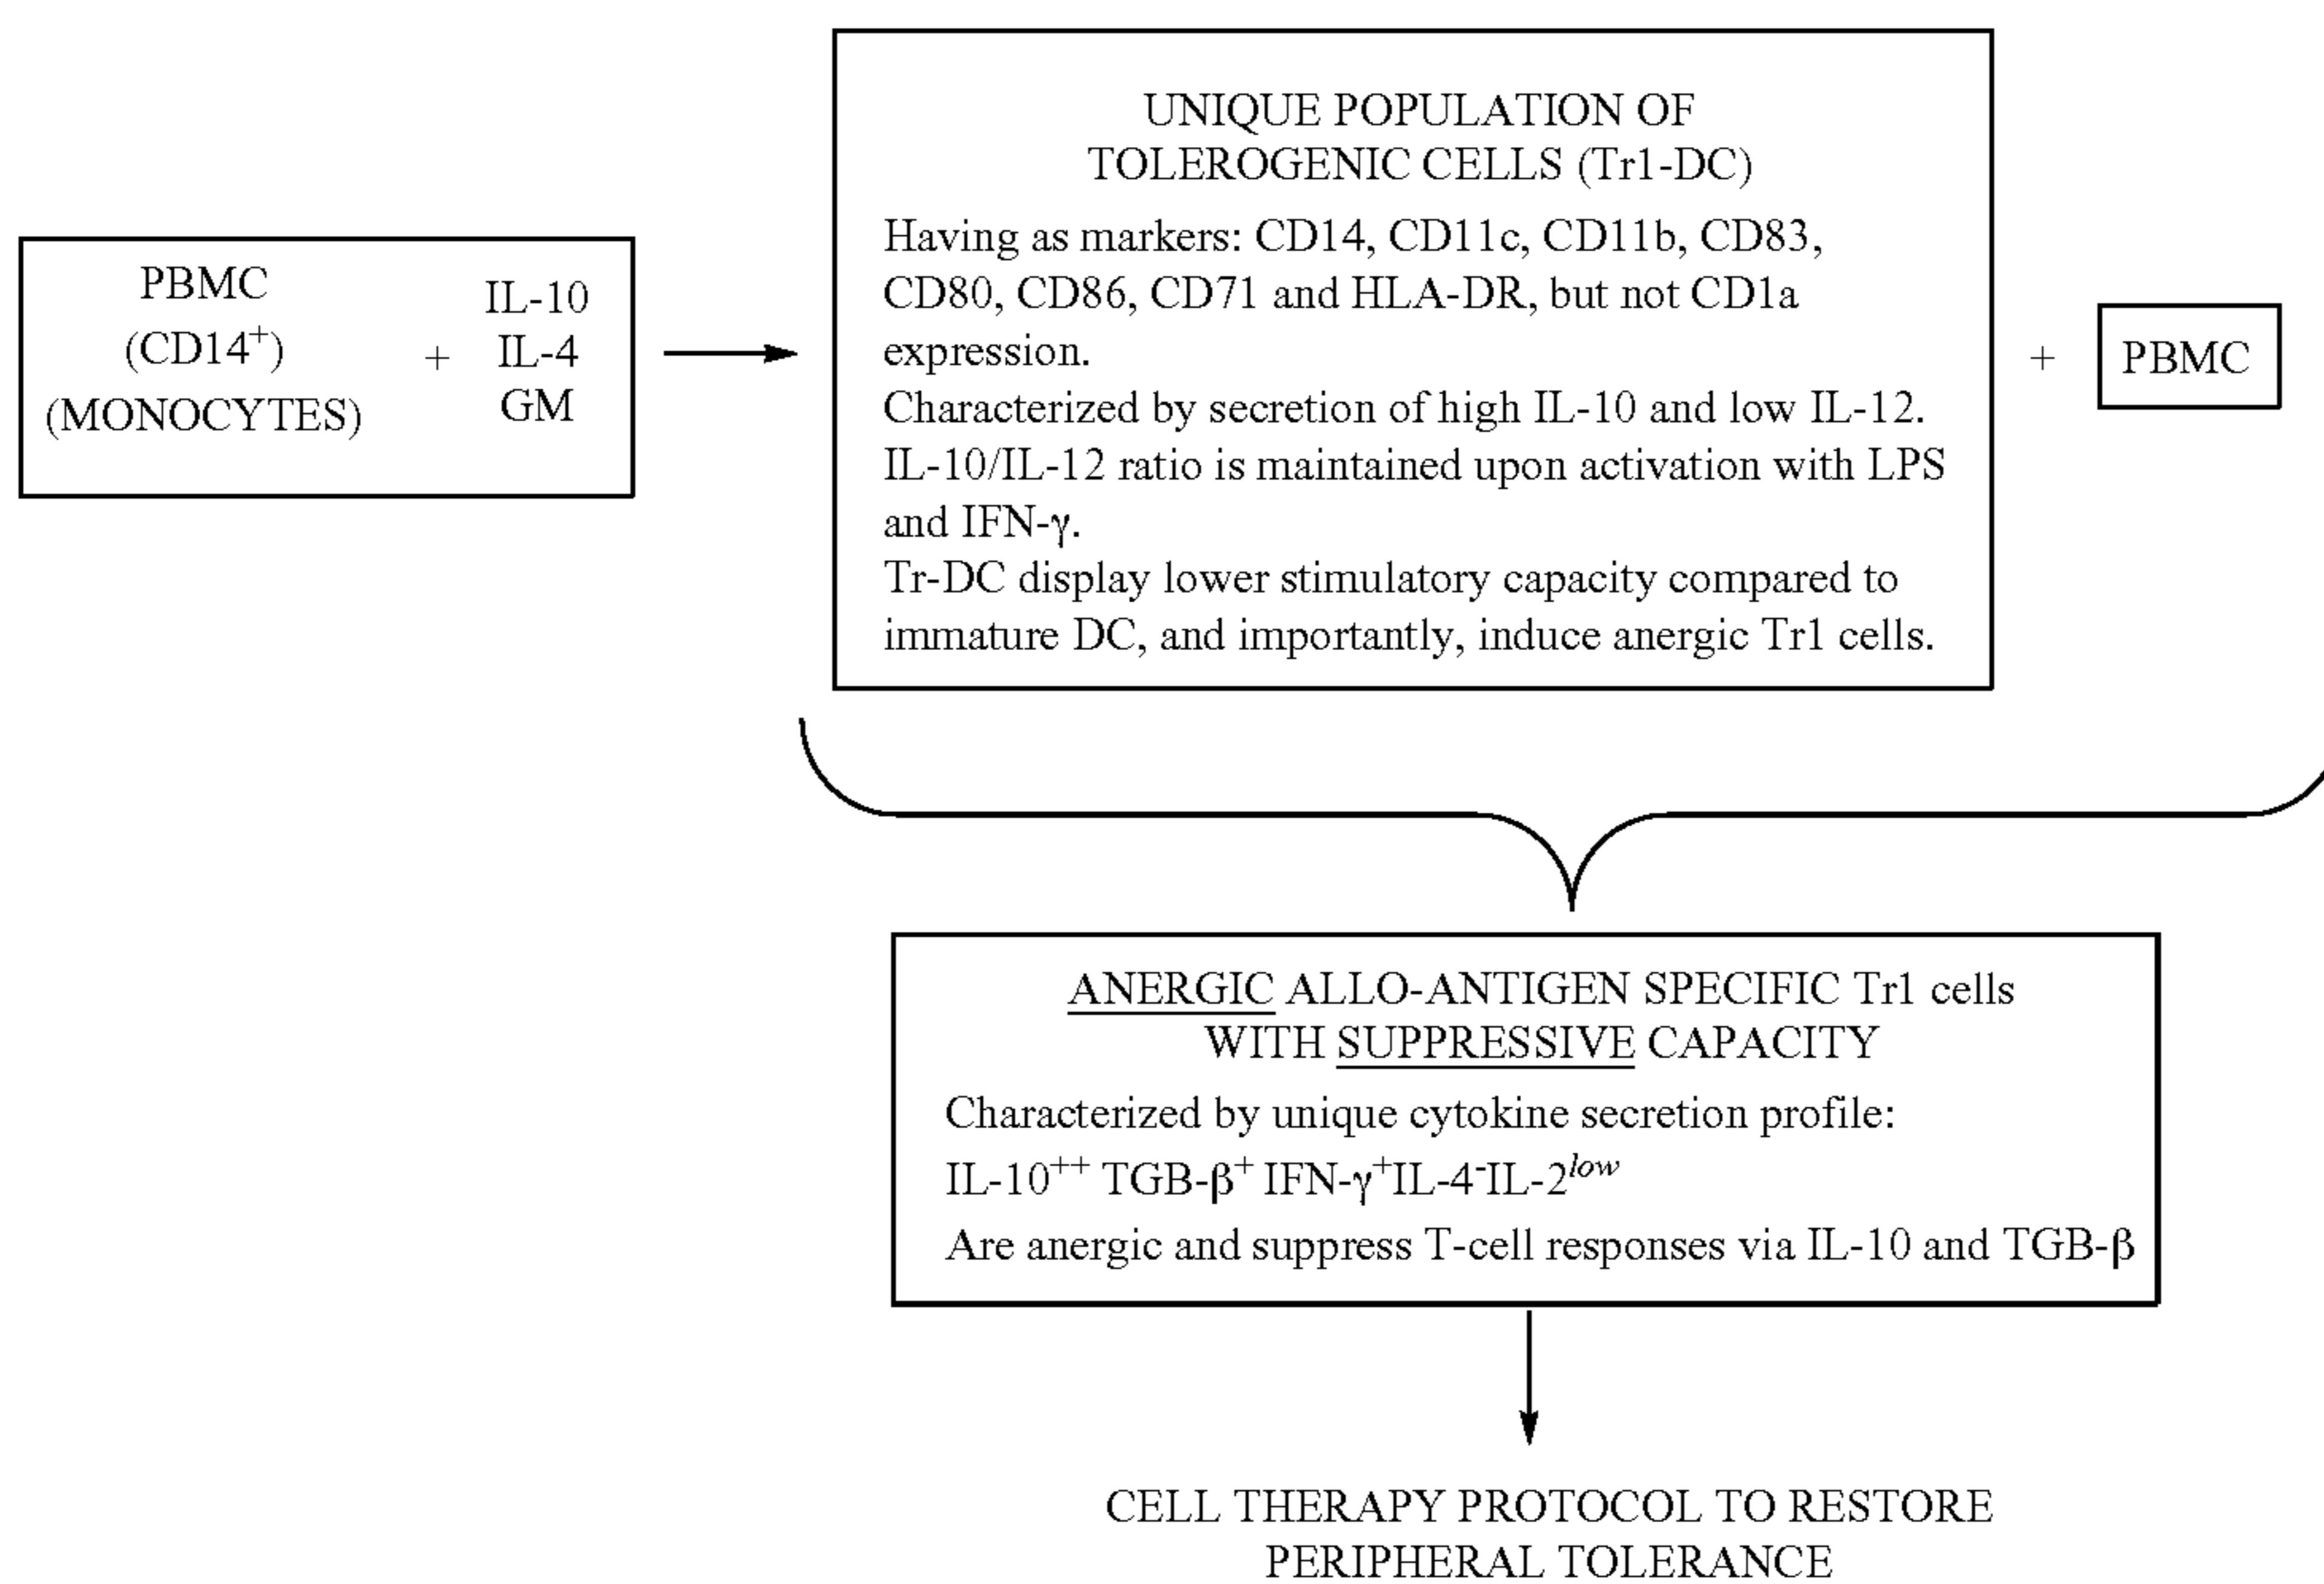 PBMC
(CD14⁺)
(MONOCYTES)
+
IL-10
IL-4
GM
UNIQUE POPULATION OF
TOLEROGENIC CELLS (Tr1-DC)
Having as markers: CD14, CD11c, CD11b, CD83,
CD80, CD86, CD71 and HLA-DR, but not CD1a
expression.
Characterized by secretion of high IL-10 and low IL-12.
IL-10/IL-12 ratio is maintained upon activation with LPS
and IFN-γ.
Tr-DC display lower stimulatory capacity compared to
immature DC, and importantly, induce anergic Tr1 cells.
+
PBMC
ANERGIC ALLO-ANTIGEN SPECIFIC Tr1 cells
WITH SUPPRESSIVE CAPACITY
Characterized by unique cytokine secretion profile:
IL-10⁺⁺ TGB-β⁺ IFN-γ⁺IL-4⁻IL-2ˡᵒʷ
Are anergic and suppress T-cell responses via IL-10 and TGB-β
CELL THERAPY PROTOCOL TO RESTORE
PERIPHERAL TOLERANCE